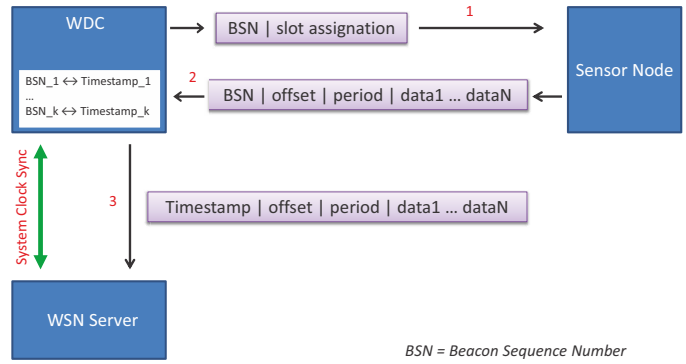 WDC
BSN | slot assignation
1
Sensor Node
BSN_1 ↔ Timestamp_1
...
BSN_k ↔ Timestamp_k
2
BSN | offset | period | data1 ... dataN
System Clock Sync
3
Timestamp | offset | period | data1 ... dataN
WSN Server
BSN = Beacon Sequence Number